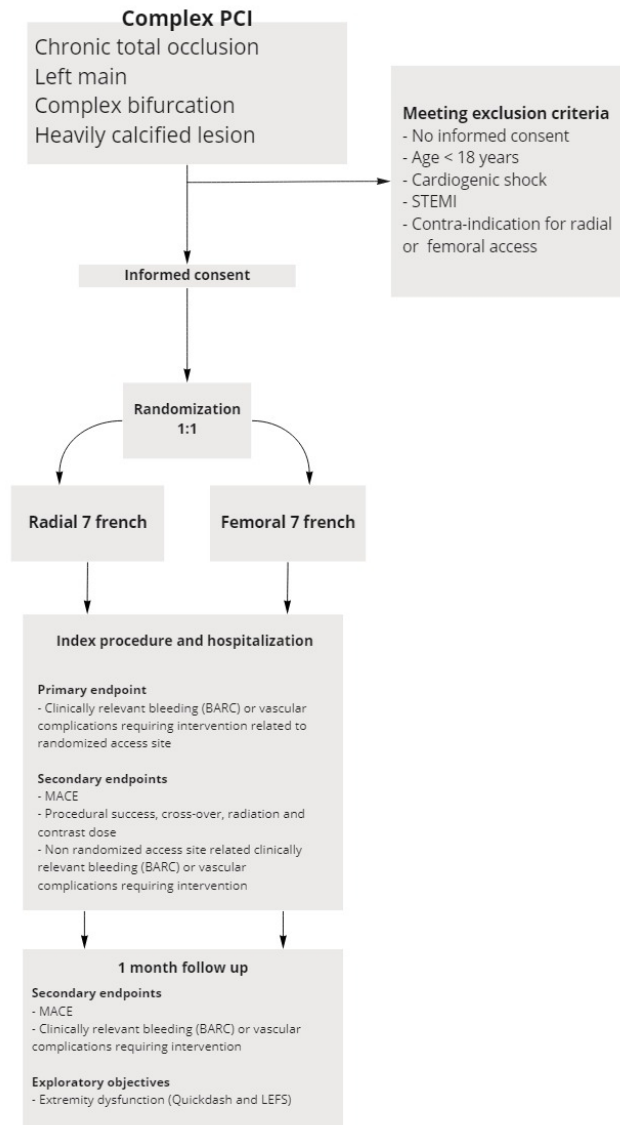 Complex PCI
Chronic total occlusion
Left main
Complex bifurcation
Heavily calcified lesion
Meeting exclusion criteria
- No informed consent
- Age < 18 years
- Cardiogenic shock
- STEMI
- Contra-indication for radial
or femoral access
Informed consent
Randomization
1:1
Radial 7 french
Femoral 7 french
Index procedure and hospitalization
Primary endpoint
- Clinically relevant bleeding (BARC) or vascular
complications requiring intervention related to
randomized access site
Secondary endpoints
- MACE
- Procedural success, cross-over, radiation and
contrast dose
- Non randomized access site related clinically
relevant bleeding (BARC) or vascular
complications requiring intervention
1 month follow up
Secondary endpoints
- MACE
- Clinically relevant bleeding (BARC) or vascular
complications requiring intervention
Exploratory objectives
- Extremity dysfunction (Quickdash and LEFS)